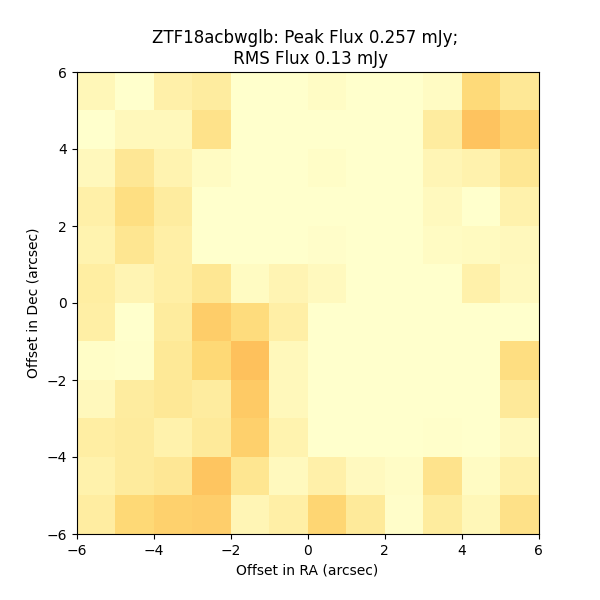 ZTF18acbwglb: Peak Flux 0.257 mJy;
RMS Flux 0.13 mJy
6
4
2
0
−2
−4
−6
Offset in Dec (arcsec)
−6 −4 −2 0 2 4 6
Offset in RA (arcsec)